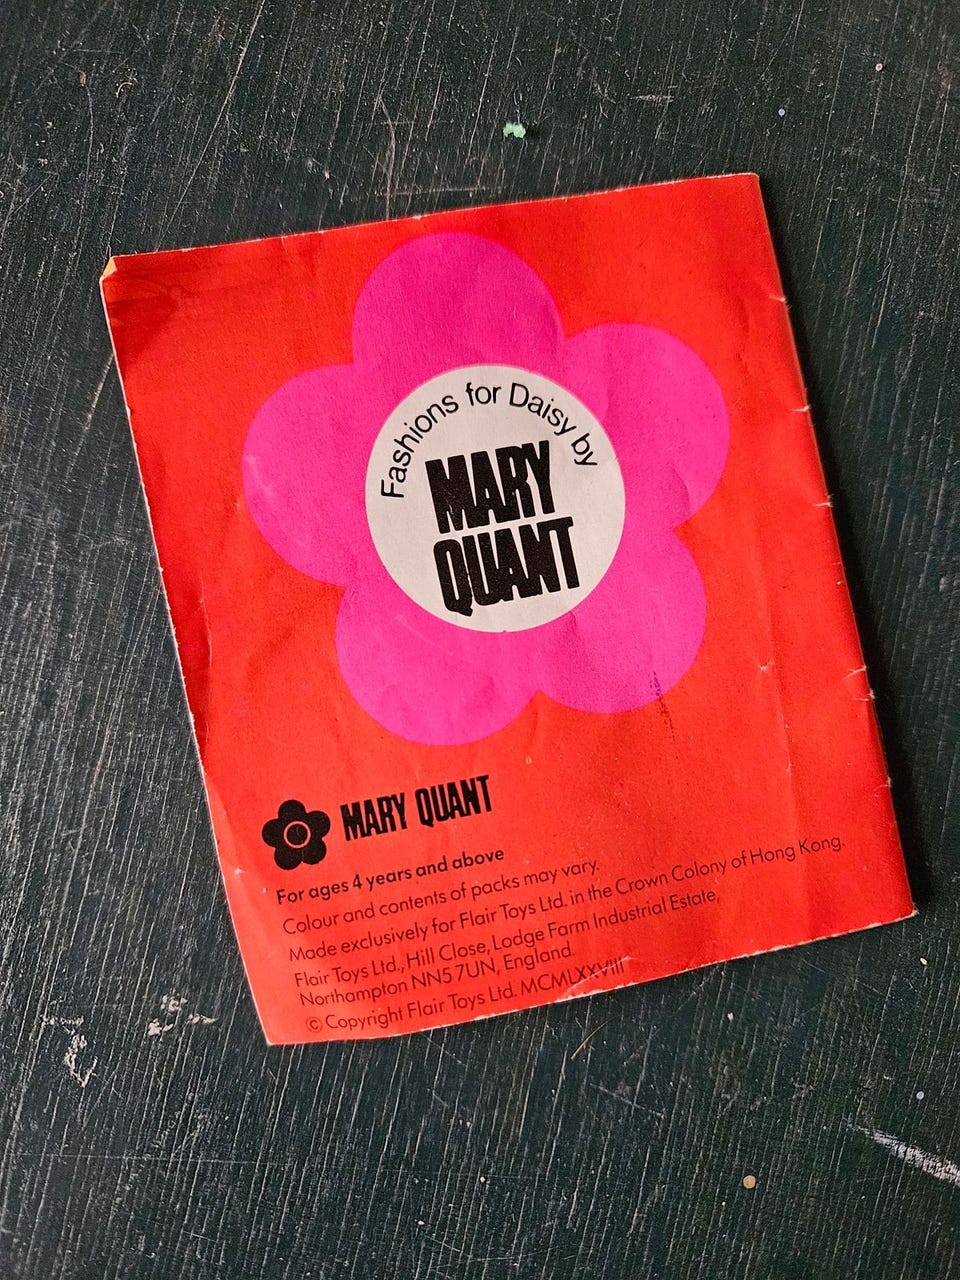 Fashions for Daisy by
MARY
QUANT
MARY QUANT
For ages 4 years and above
Colour and contents of packs may vary.
Made exclusively for Flair Toys Ltd. in the Crown Colony of Hong Kong.
Flair Toys Ltd., Hill Close, Lodge Farm Industrial Estate,
Northampton NN5 7UN, England.
© Copyright Flair Toys Ltd. MCMLXXVIII